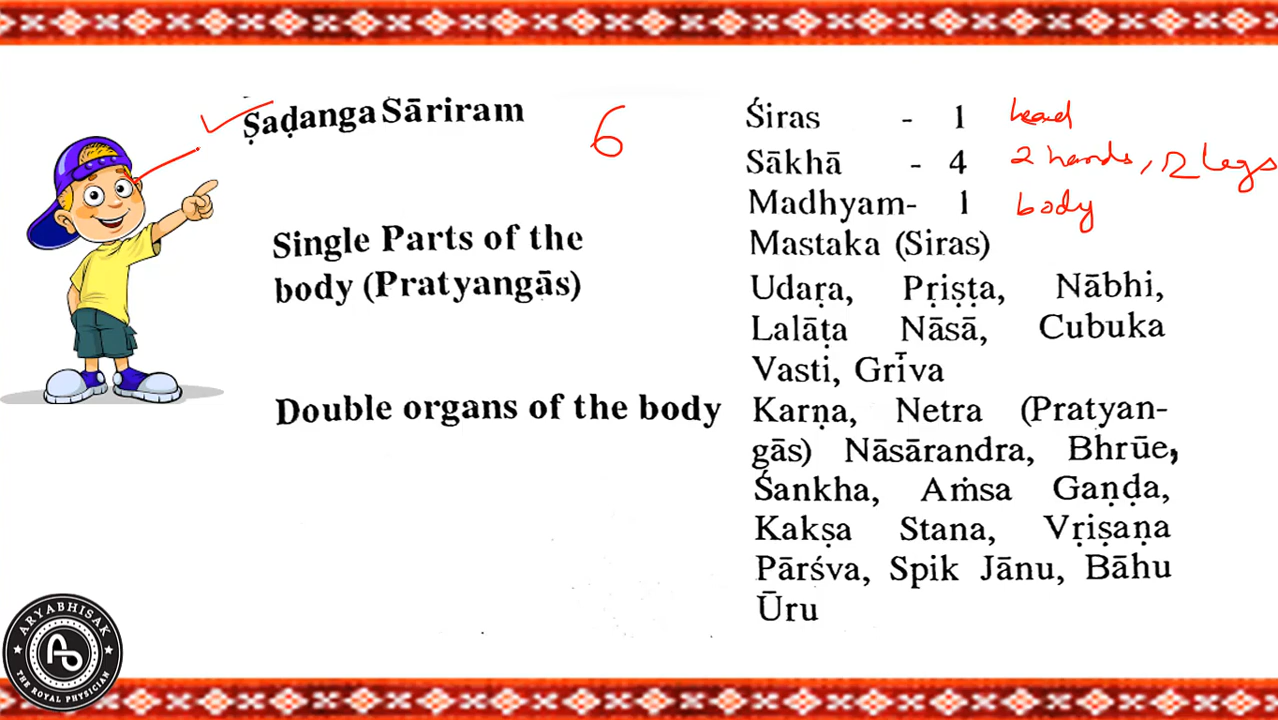 Ṣaḍanga Sāriram 6 Śiras - 1 head
Sākhā - 4 2 hands, 2 legs
Madhyam- 1 body
Single Parts of the Mastaka (Siras)
body (Pratyangās) Udaṛa, Pṛiṣṭa, Nābhi,
Lalāṭa Nāsā, Cubuka
Vasti, Grīva
Double organs of the body Karṇa, Netra (Pratyan-
gās) Nāsārandra, Bhrūe,
Śankha, Aṁsa Gaṇḍa,
Kakṣa Stana, Vṛiṣaṇa
Pārśva, Spik Jānu, Bāhu
Ūru
ARYABHISAK
THE ROYAL PHYSICIAN